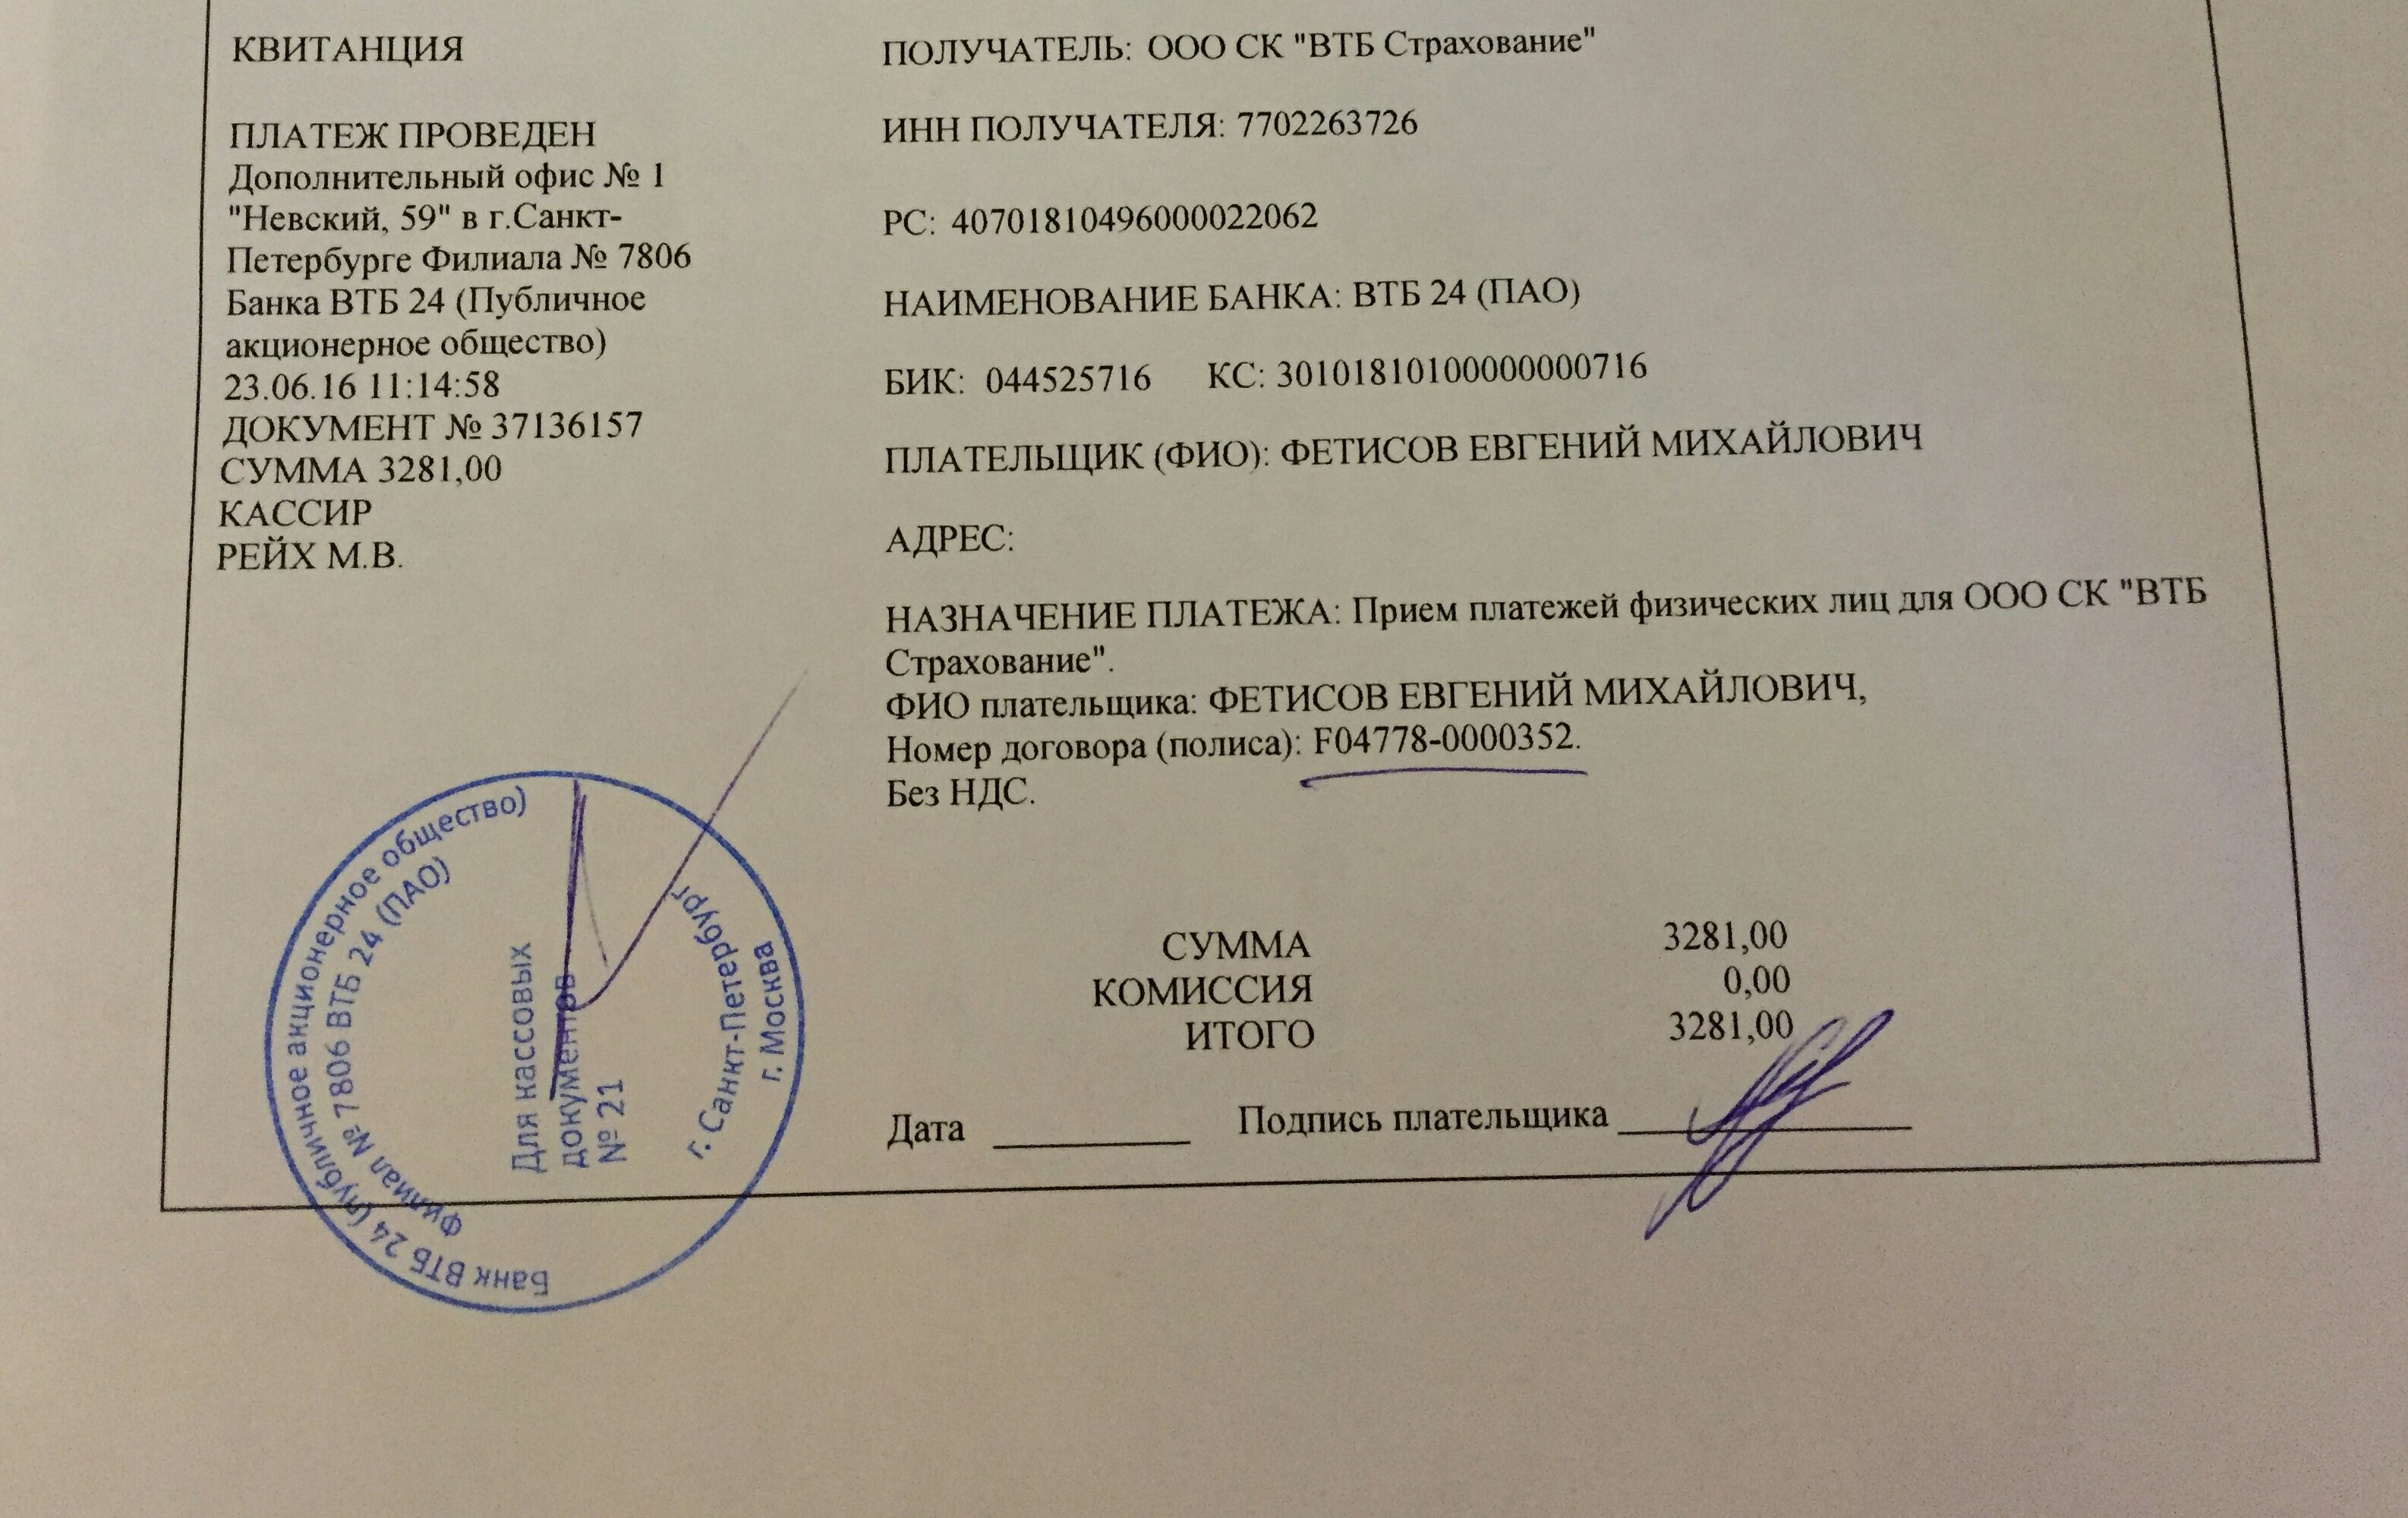 КВИТАНЦИЯ
ПЛАТЕЖ ПРОВЕДЕН
Дополнительный офис № 1
"Невский, 59" в г.Санкт-
Петербурге Филиала № 7806
Банка ВТБ 24 (Публичное
акционерное общество)
23.06.16 11:14:58
ДОКУМЕНТ № 37136157
СУММА 3281,00
КАССИР
РЕЙХ М.В.
ПОЛУЧАТЕЛЬ: ООО СК "ВТБ Страхование"
ИНН ПОЛУЧАТЕЛЯ: 7702263726
РС: 40701810496000022062
НАИМЕНОВАНИЕ БАНКА: ВТБ 24 (ПАО)
БИК: 044525716 КС: 30101810100000000716
ПЛАТЕЛЬЩИК (ФИО): ФЕТИСОВ ЕВГЕНИЙ МИХАЙЛОВИЧ
АДРЕС:
НАЗНАЧЕНИЕ ПЛАТЕЖА: Прием платежей физических лиц для ООО СК "ВТБ
Страхование".
ФИО плательщика: ФЕТИСОВ ЕВГЕНИЙ МИХАЙЛОВИЧ,
Номер договора (полиса): F04778-0000352.
Без НДС.
СУММА 3281,00
КОМИССИЯ 0,00
ИТОГО 3281,00
Дата Подпись плательщика
Банк ВТБ 24 (публичное акционерное общество)
Филиал № 7806 ВТБ 24 (ПАО)
Для кассовых
документов
№ 21
г. Санкт-Петербург
г. Москва